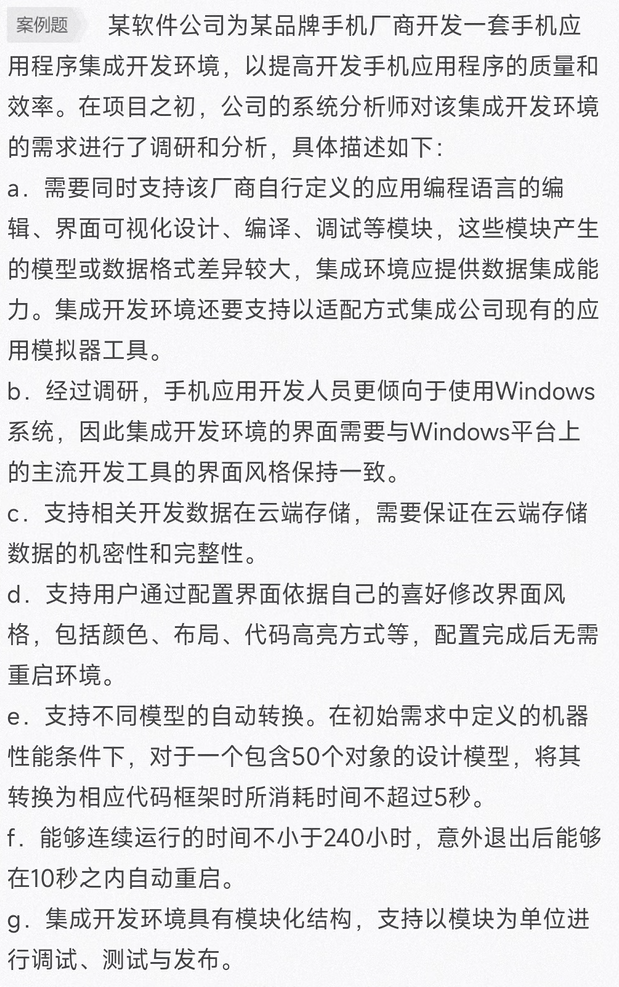 案例题 某软件公司为某品牌手机厂商开发一套手机应
用程序集成开发环境，以提高开发手机应用程序的质量和
效率。在项目之初，公司的系统分析师对该集成开发环境
的需求进行了调研和分析，具体描述如下：
a．需要同时支持该厂商自行定义的应用编程语言的编
辑、界面可视化设计、编译、调试等模块，这些模块产生
的模型或数据格式差异较大，集成环境应提供数据集成能
力。集成开发环境还要支持以适配方式集成公司现有的应
用模拟器工具。
b．经过调研，手机应用开发人员更倾向于使用Windows
系统，因此集成开发环境的界面需要与Windows平台上
的主流开发工具的界面风格保持一致。
c．支持相关开发数据在云端存储，需要保证在云端存储
数据的机密性和完整性。
d．支持用户通过配置界面依据自己的喜好修改界面风
格，包括颜色、布局、代码高亮方式等，配置完成后无需
重启环境。
e．支持不同模型的自动转换。在初始需求中定义的机器
性能条件下，对于一个包含50个对象的设计模型，将其
转换为相应代码框架时所消耗时间不超过5秒。
f．能够连续运行的时间不小于240小时，意外退出后能够
在10秒之内自动重启。
g．集成开发环境具有模块化结构，支持以模块为单位进
行调试、测试与发布。